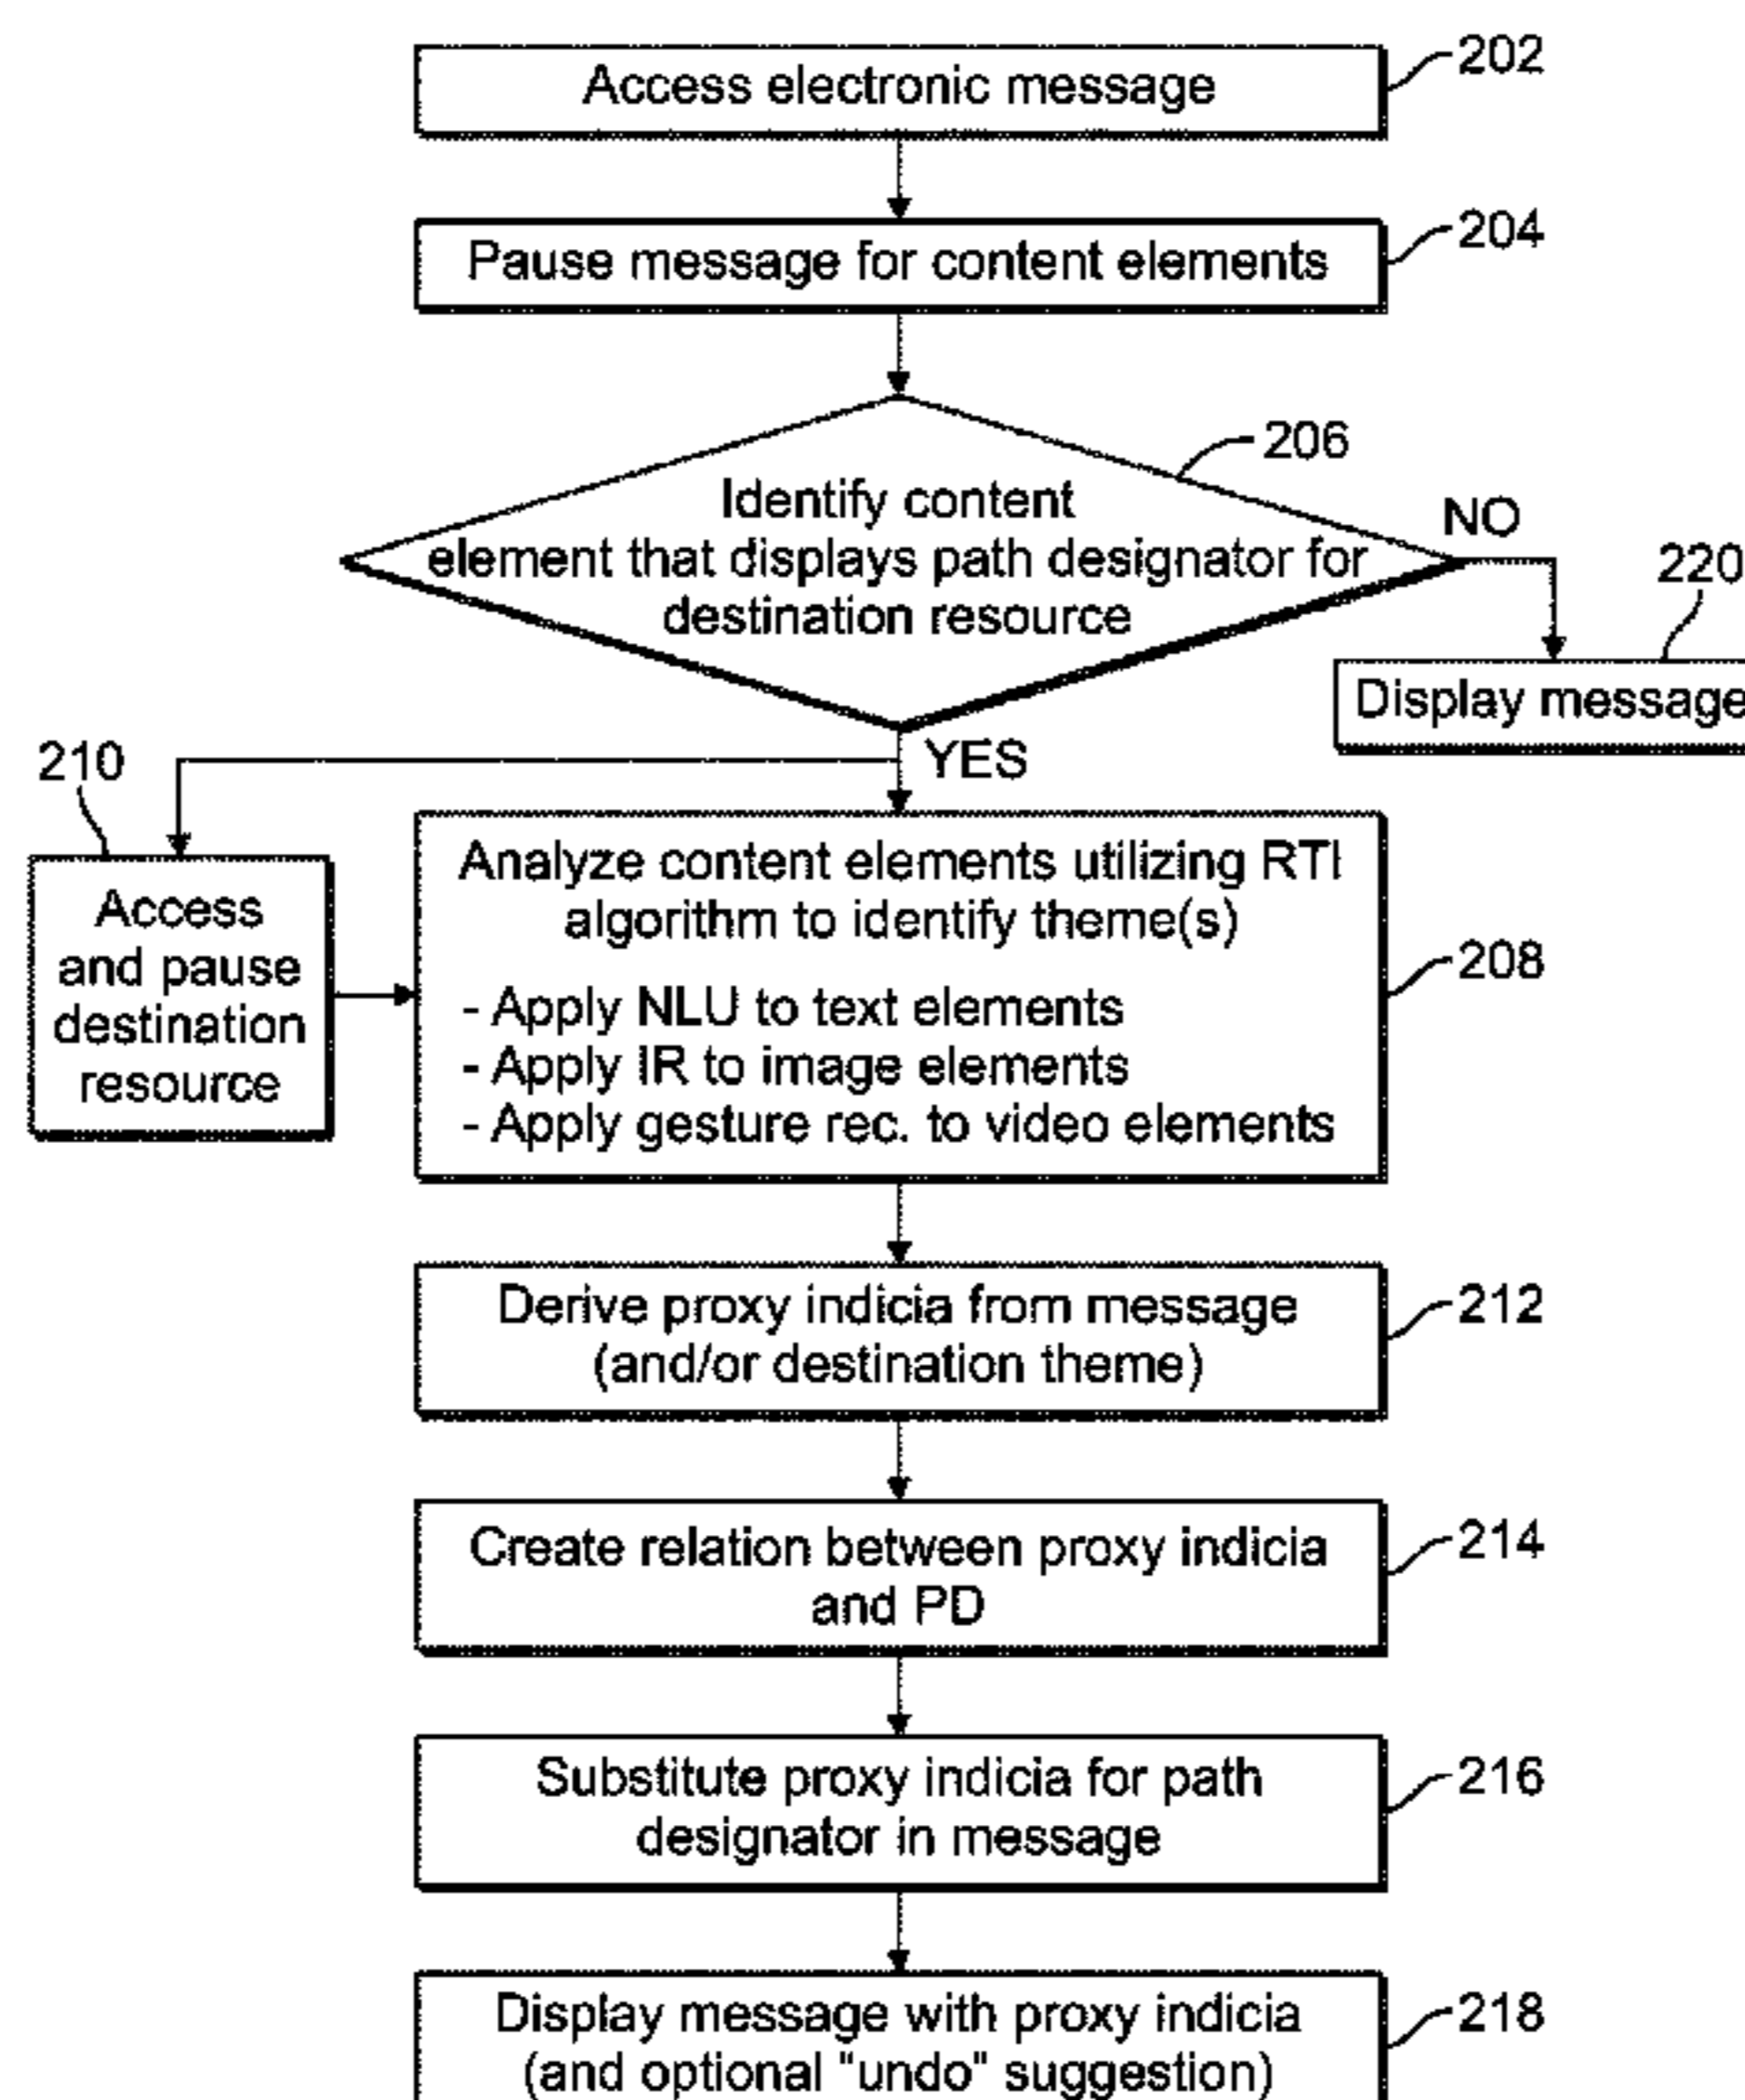 202
Access electronic message
204
Pause message for content elements
206
Identify content
element that displays path designator for
destination resource
NO
220
Display message
YES
210
Access
and pause
destination
resource
Analyze content elements utilizing RTI
algorithm to identify theme(s)
- Apply NLU to text elements
- Apply IR to image elements
- Apply gesture rec. to video elements
208
Derive proxy indicia from message
(and/or destination theme)
212
Create relation between proxy indicia
and PD
214
Substitute proxy indicia for path
designator in message
216
Display message with proxy indicia
(and optional "undo" suggestion)
218